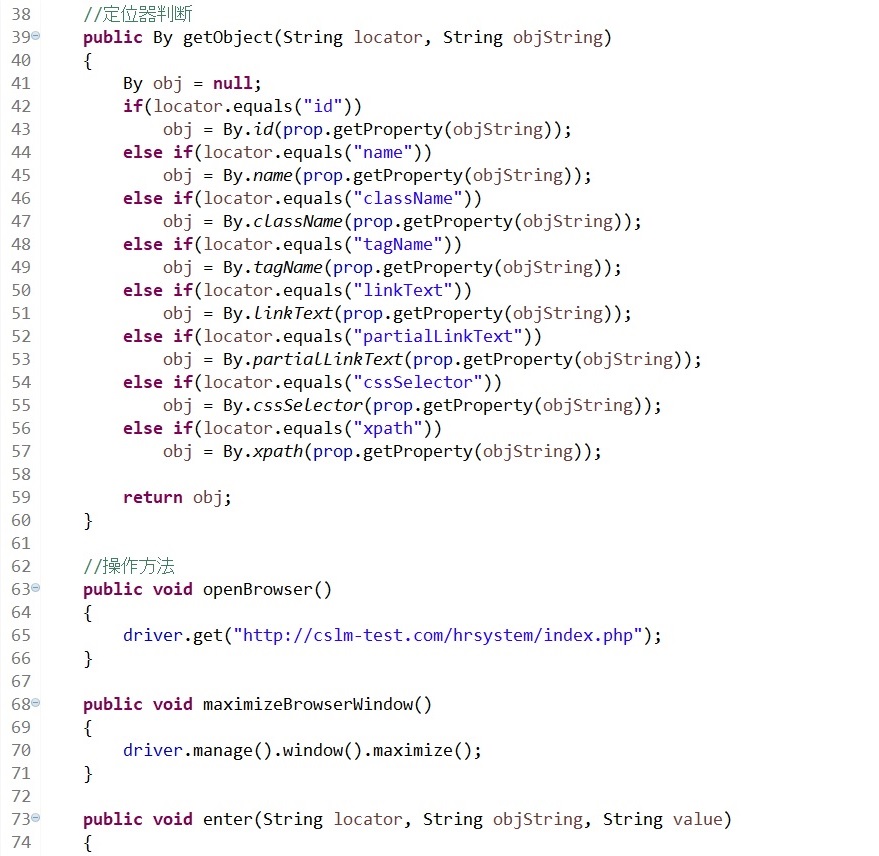 38 //定位器判断
39 public By getObject(String locator, String objString)
40 {
41 By obj = null;
42 if(locator.equals("id"))
43 obj = By.id(prop.getProperty(objString));
44 else if(locator.equals("name"))
45 obj = By.name(prop.getProperty(objString));
46 else if(locator.equals("className"))
47 obj = By.className(prop.getProperty(objString));
48 else if(locator.equals("tagName"))
49 obj = By.tagName(prop.getProperty(objString));
50 else if(locator.equals("linkText"))
51 obj = By.linkText(prop.getProperty(objString));
52 else if(locator.equals("partialLinkText"))
53 obj = By.partialLinkText(prop.getProperty(objString));
54 else if(locator.equals("cssSelector"))
55 obj = By.cssSelector(prop.getProperty(objString));
56 else if(locator.equals("xpath"))
57 obj = By.xpath(prop.getProperty(objString));
58
59 return obj;
60 }
61
62 //操作方法
63 public void openBrowser()
64 {
65 driver.get("http://cslm-test.com/hrsystem/index.php");
66 }
67
68 public void maximizeBrowserWindow()
69 {
70 driver.manage().window().maximize();
71 }
72
73 public void enter(String locator, String objString, String value)
74 {